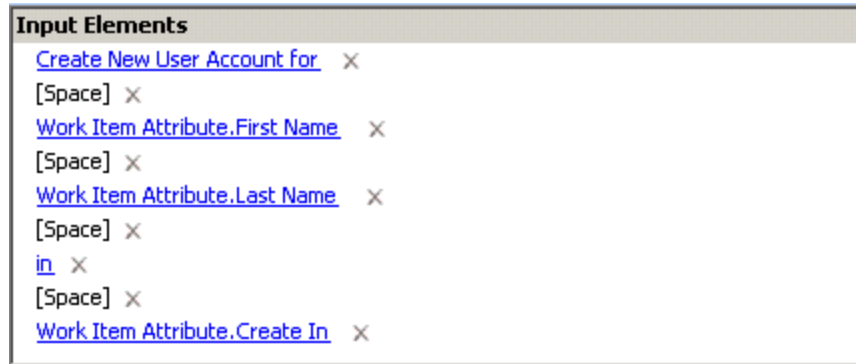 Input Elements
Create New User Account for
[Space]
Work Item Attribute.First Name
[Space]
Work Item Attribute.Last Name
[Space]
in
[Space]
Work Item Attribute.Create In